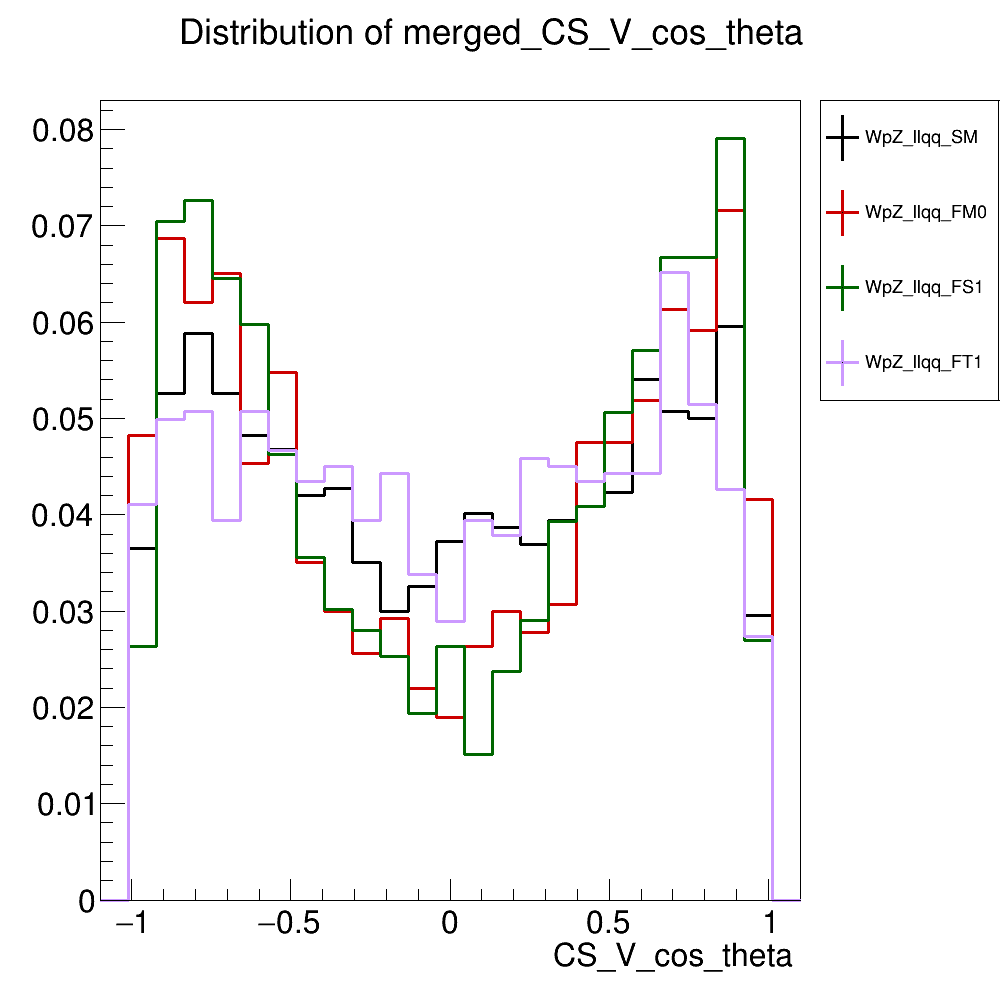 Distribution of merged_CS_V_cos_theta
0.08
0.07
0.06
0.05
0.04
0.03
0.02
0.01
0
−1
−0.5
0
0.5
1
CS_V_cos_theta
WpZ_llqq_SM
WpZ_llqq_FM0
WpZ_llqq_FS1
WpZ_llqq_FT1